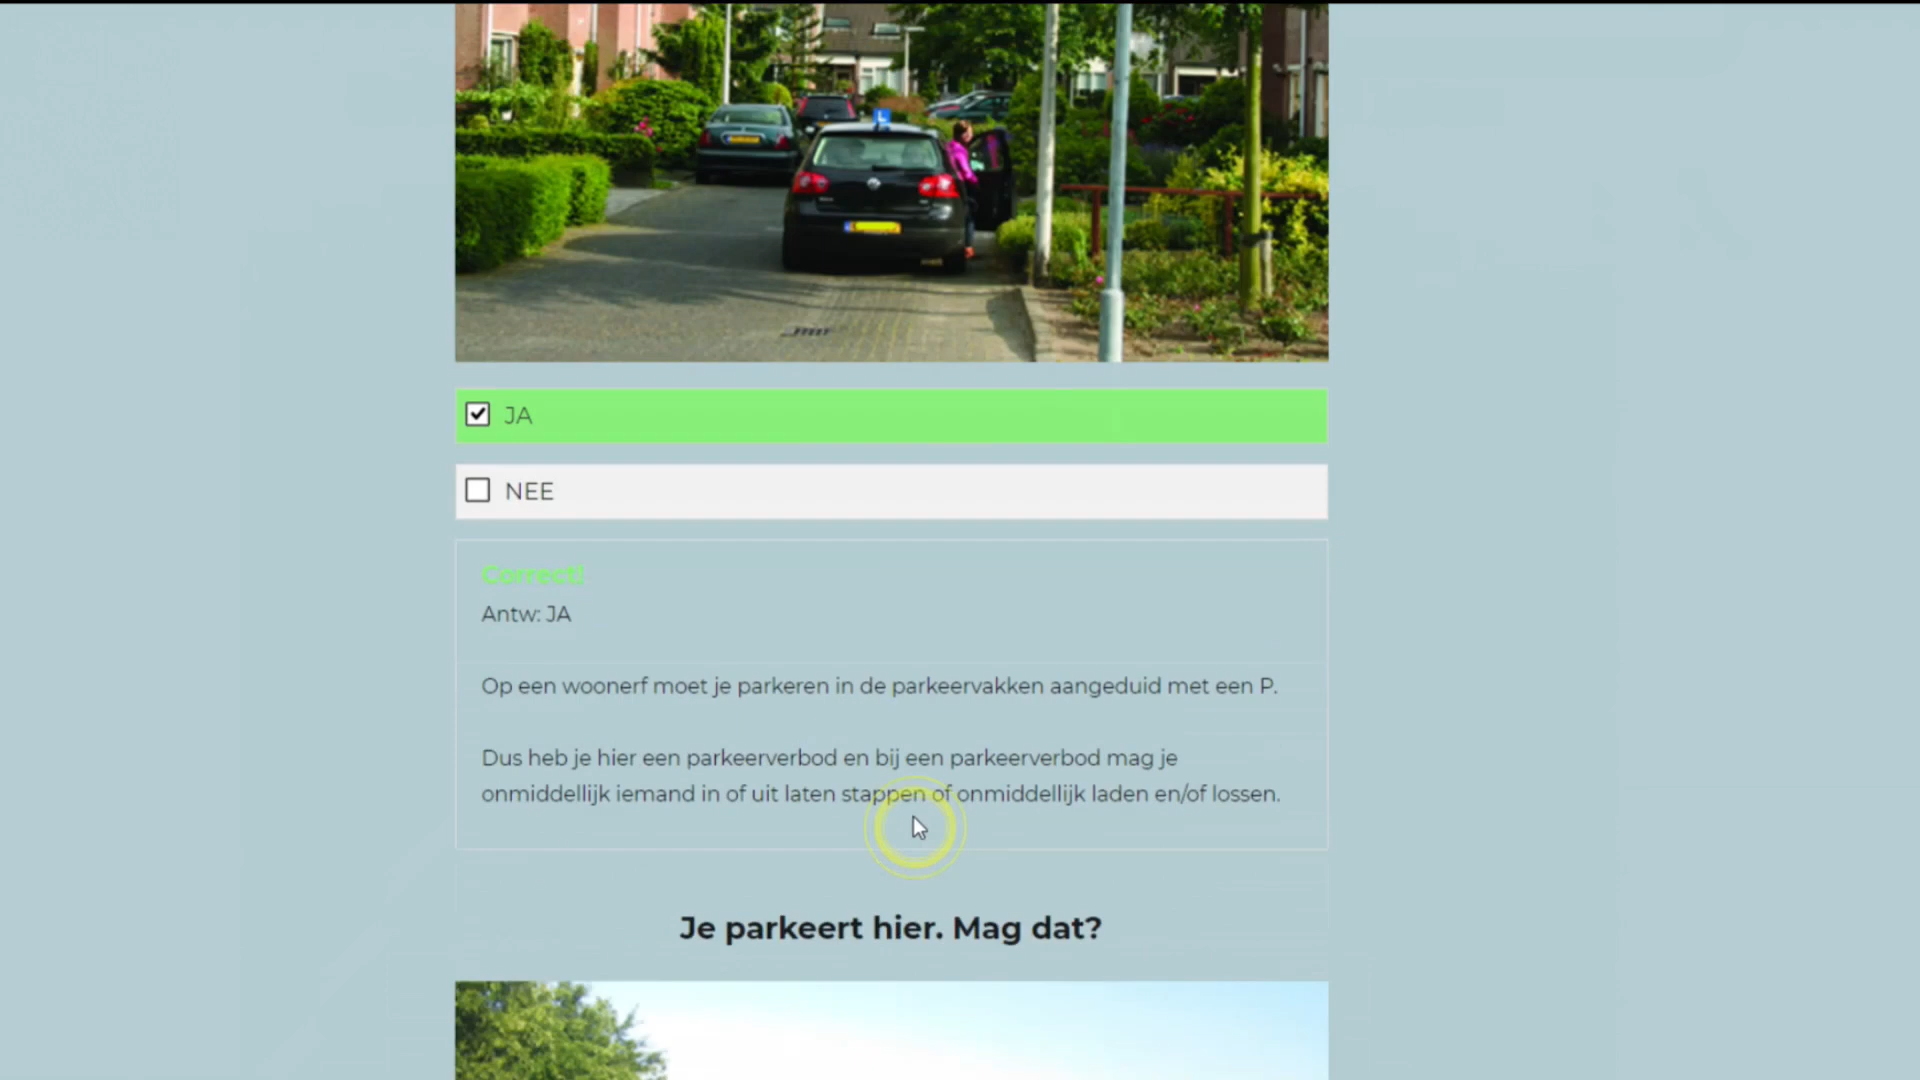 L
JA
NEE
Correct!
Antw: JA
Op een woonerf moet je parkeren in de parkeervakken aangeduid met een P.
Dus heb je hier een parkeerverbod en bij een parkeerverbod mag je
onmiddellijk iemand in of uit laten stappen of onmiddellijk laden en/of lossen.
Je parkeert hier. Mag dat?